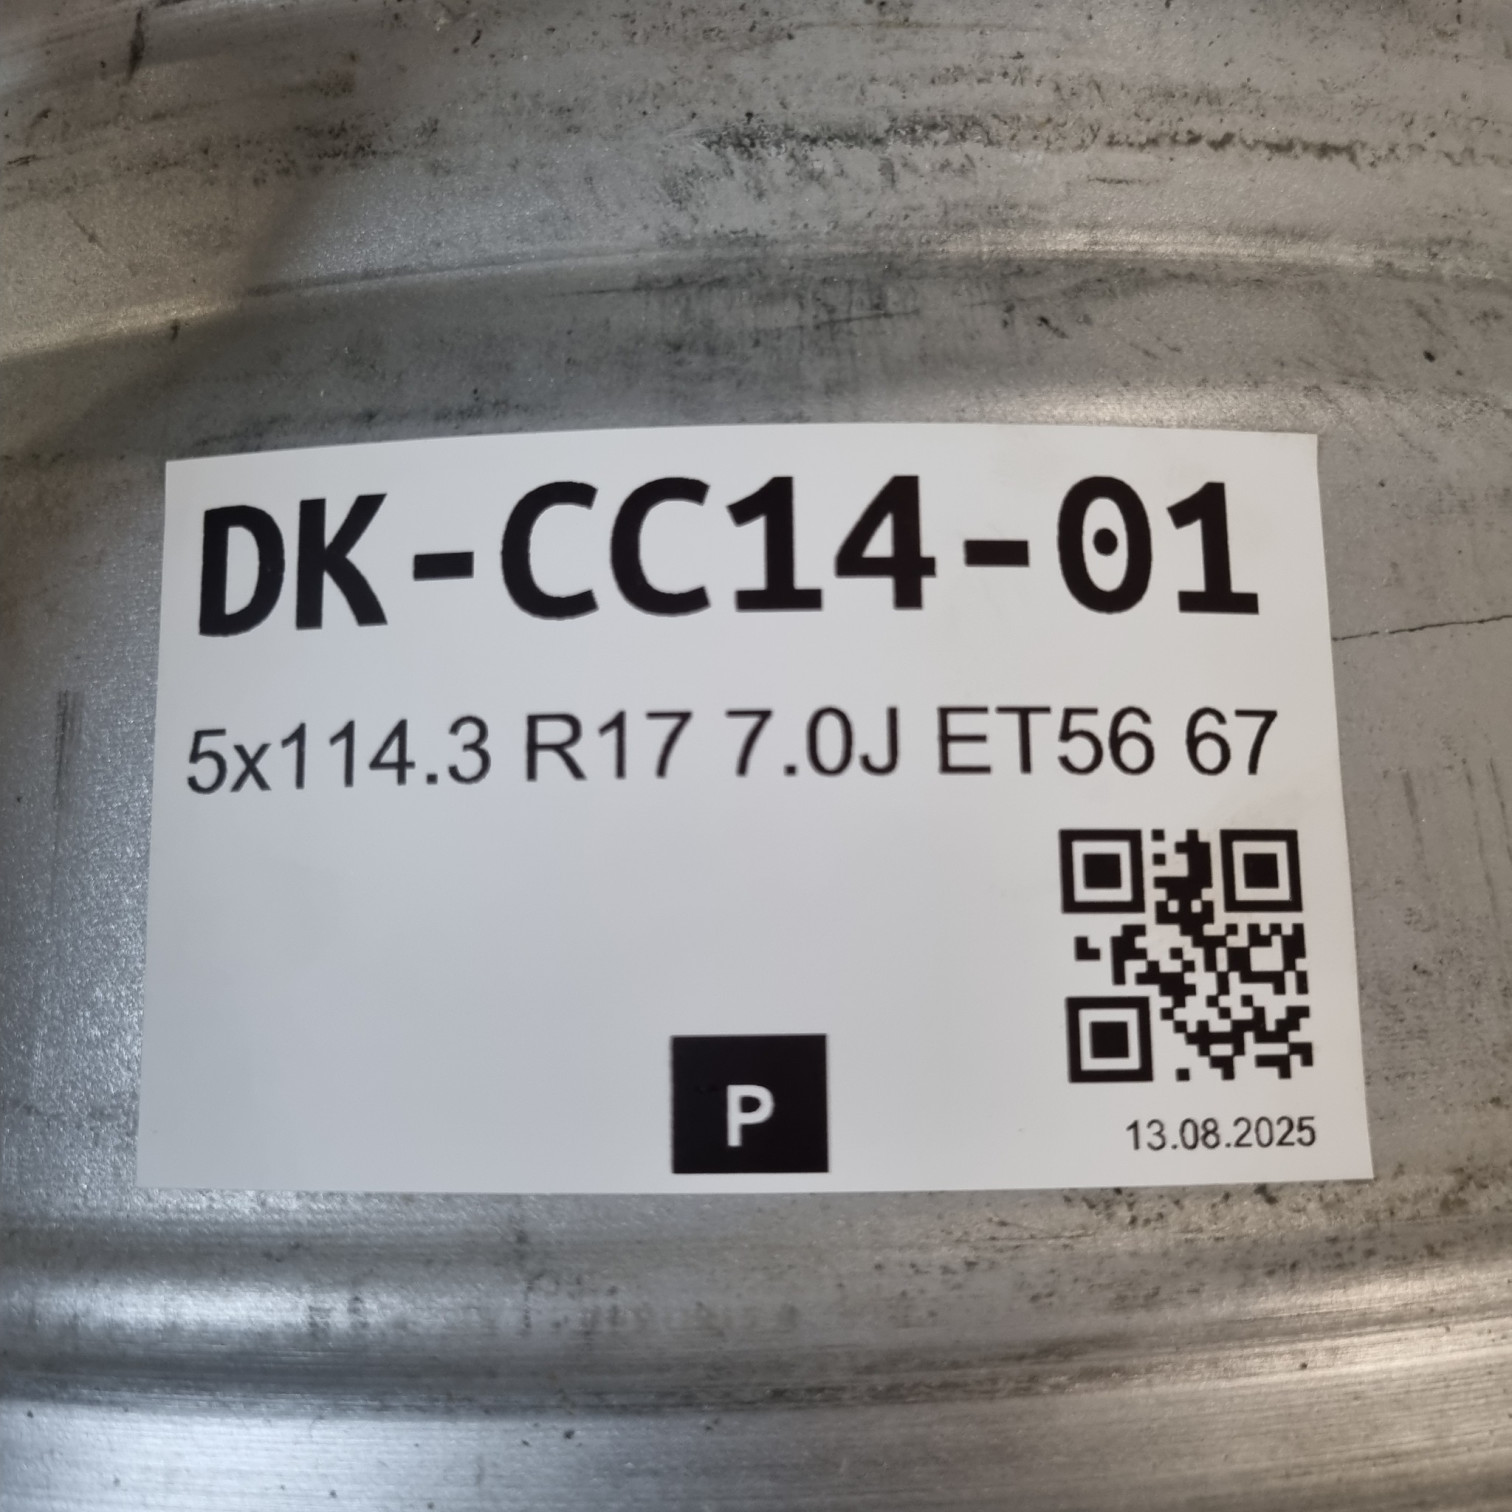 DK-CC14-01
5x114.3 R17 7.0J ET56 67
P
13.08.2025